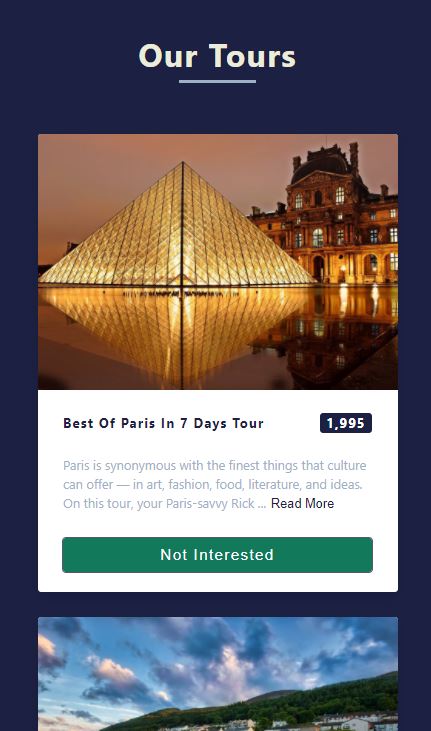 Our Tours
Best Of Paris In 7 Days Tour
1,995
Paris is synonymous with the finest things that culture
can offer — in art, fashion, food, literature, and ideas.
On this tour, your Paris-savvy Rick ... Read More
Not Interested